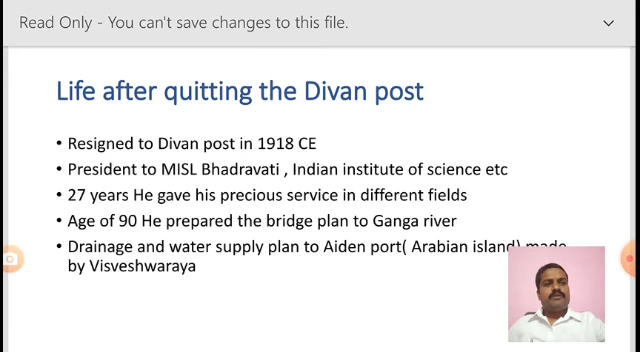 Read Only - You can't save changes to this file.
Life after quitting the Divan post
• Resigned to Divan post in 1918 CE
• President to MISL Bhadravati , Indian institute of science etc
• 27 years He gave his precious service in different fields
• Age of 90 He prepared the bridge plan to Ganga river
• Drainage and water supply plan to Aiden port( Arabian island) made
by Visveshwaraya